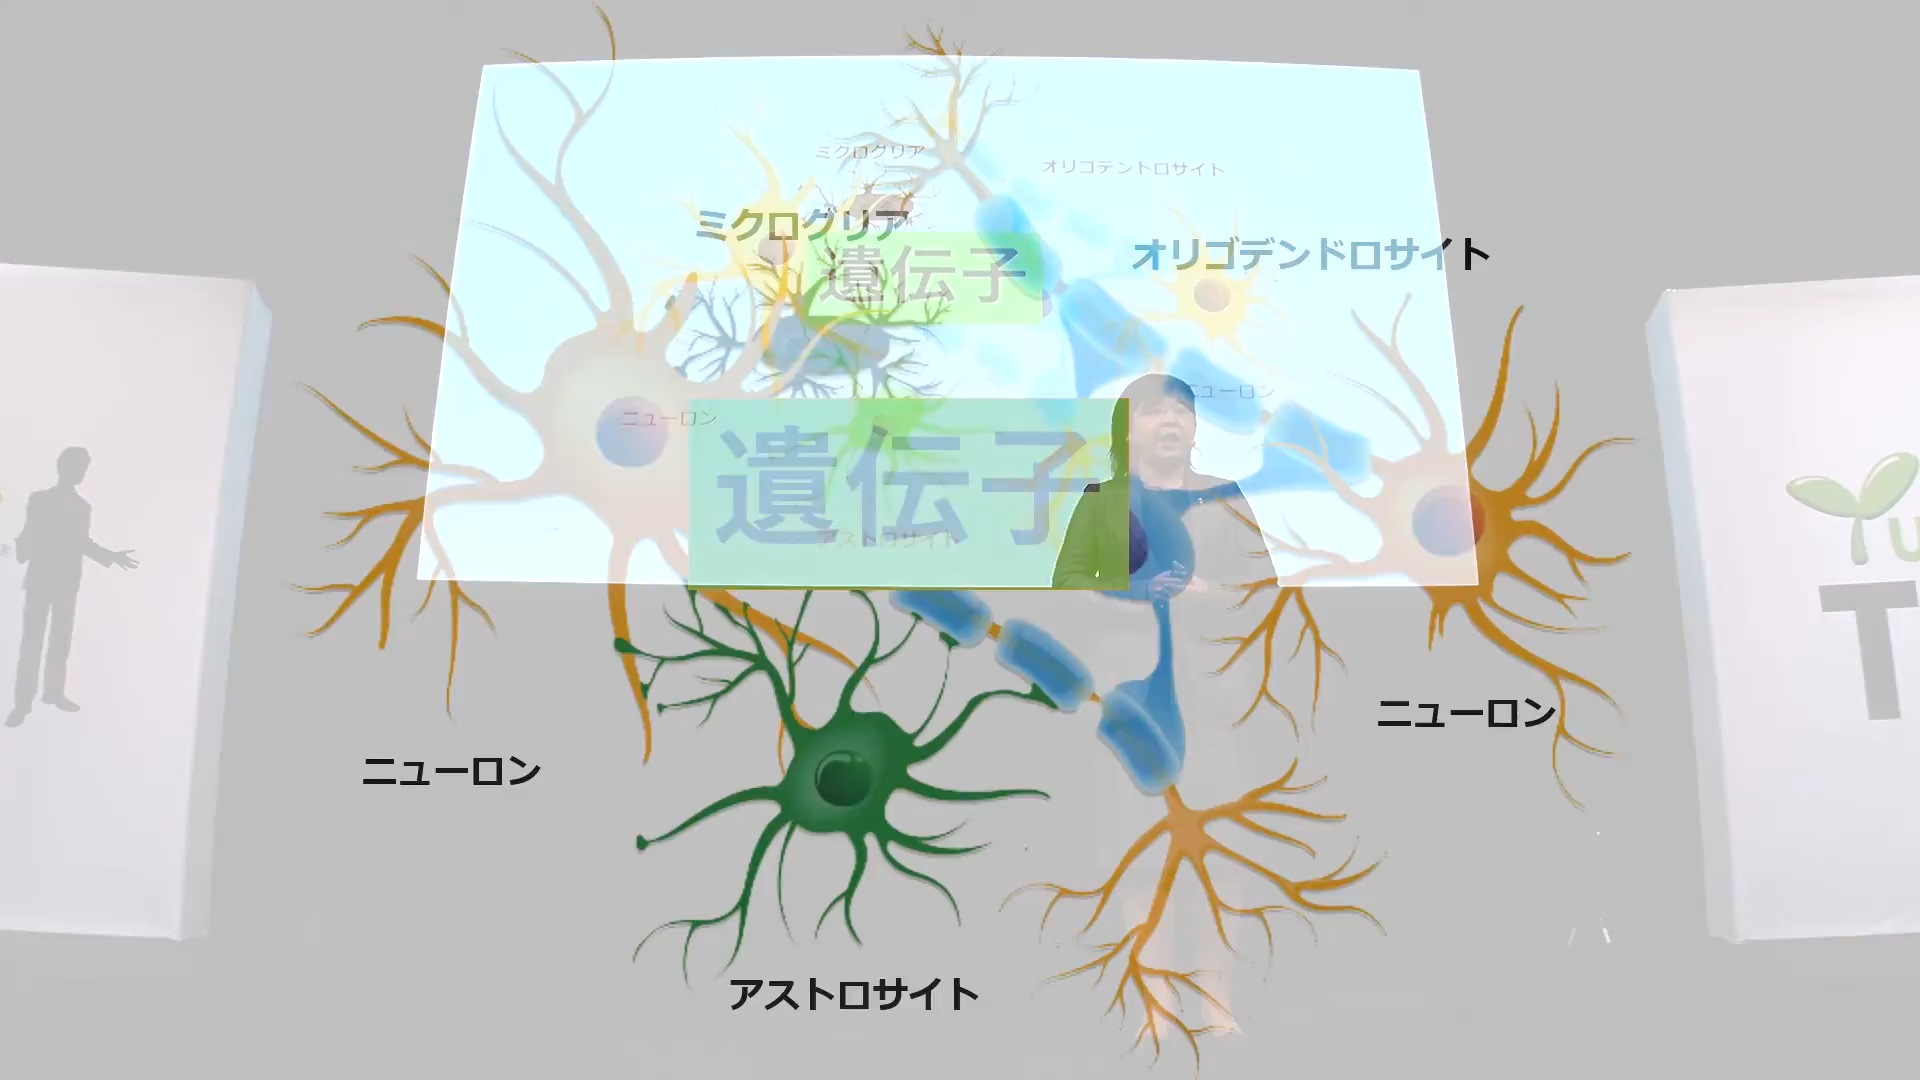 ミクログリア
オリゴデントロサイト
ミクログリア
オリゴデンドロサイト
遺伝子
ニューロン
ニューロン
遺伝子
アストロサイト
®
Yu
T
ニューロン
ニューロン
アストロサイト